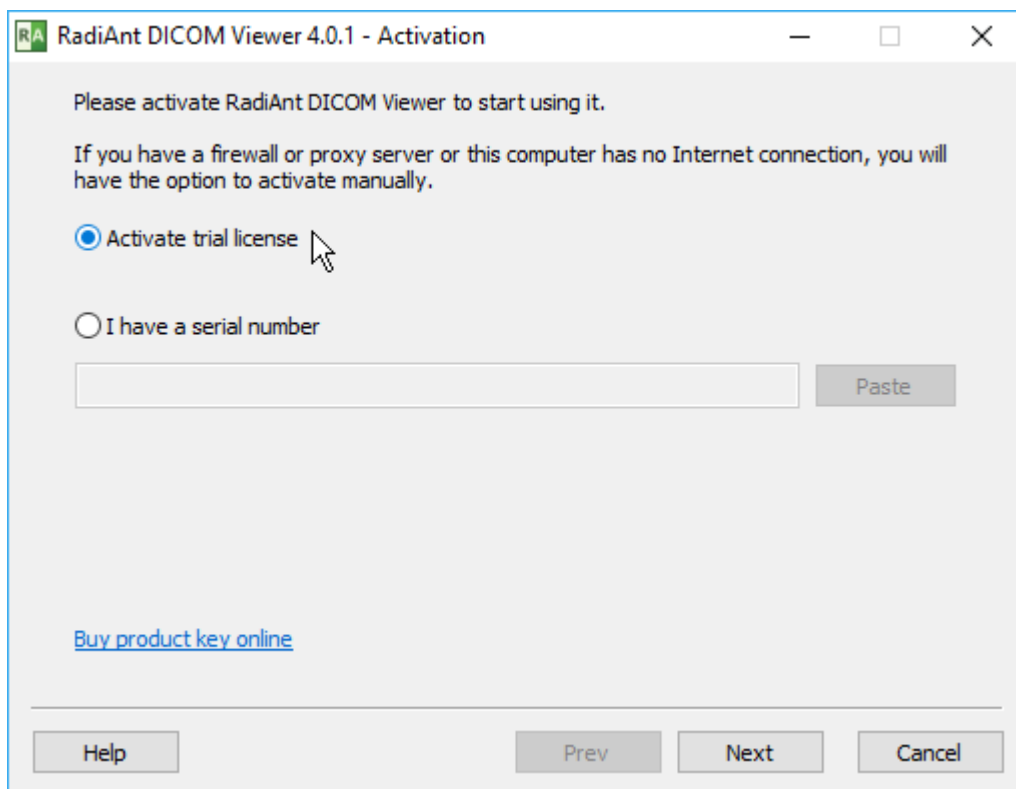 RA RadiAnt DICOM Viewer 4.0.1 - Activation
Please activate RadiAnt DICOM Viewer to start using it.
If you have a firewall or proxy server or this computer has no Internet connection, you will
have the option to activate manually.
Activate trial license
I have a serial number
Paste
Buy product key online
Help Prev Next Cancel